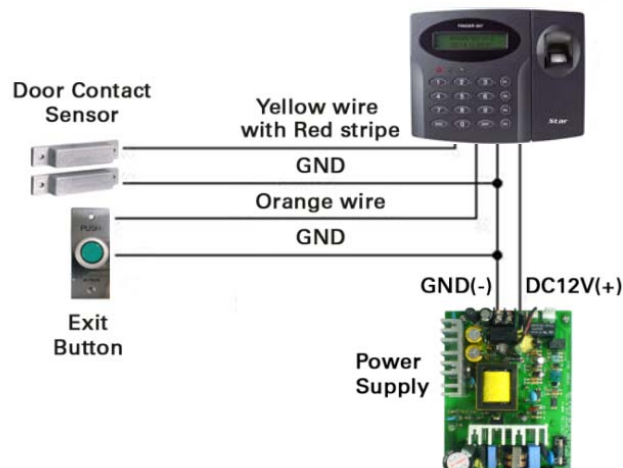 Door Contact
Sensor
Yellow wire
with Red stripe
GND
Orange wire
GND
PUSH
Exit
Button
GND(-)
DC12V(+)
Power
Supply
Star